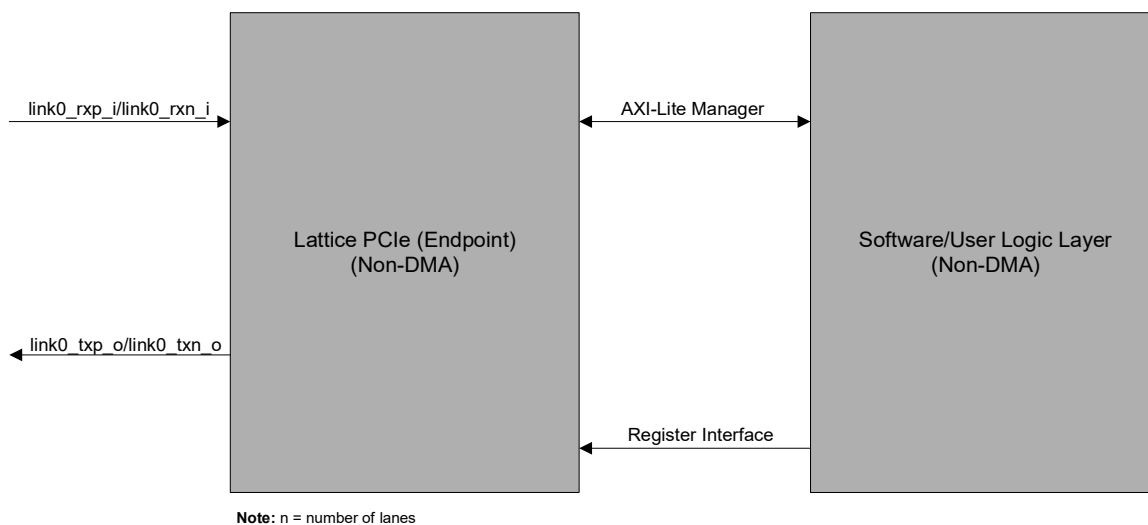 link0_rxp_i/link0_rxn_i
AXI-Lite Manager
Lattice PCIe (Endpoint)
(Non-DMA)
Software/User Logic Layer
(Non-DMA)
link0_txp_o/link0_txn_o
Register Interface
Note: n = number of lanes